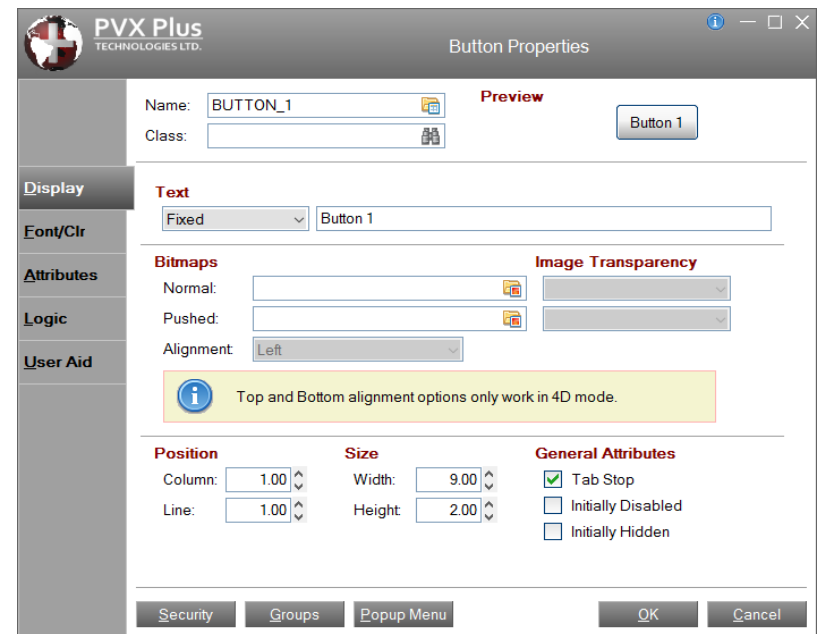 PVX Plus
TECHNOLOGIES LTD.
Button Properties
Name: BUTTON_1
Preview
Button 1
Class:
Display
Font/Clr
Attributes
Logic
User Aid
Text
Fixed Button 1
Bitmaps Image Transparency
Normal:
Pushed:
Alignment: Left
Top and Bottom alignment options only work in 4D mode.
Position Size General Attributes
Column: 1.00 Width: 9.00 Tab Stop
Line: 1.00 Height: 2.00 Initially Disabled
Initially Hidden
Security Groups Popup Menu OK Cancel